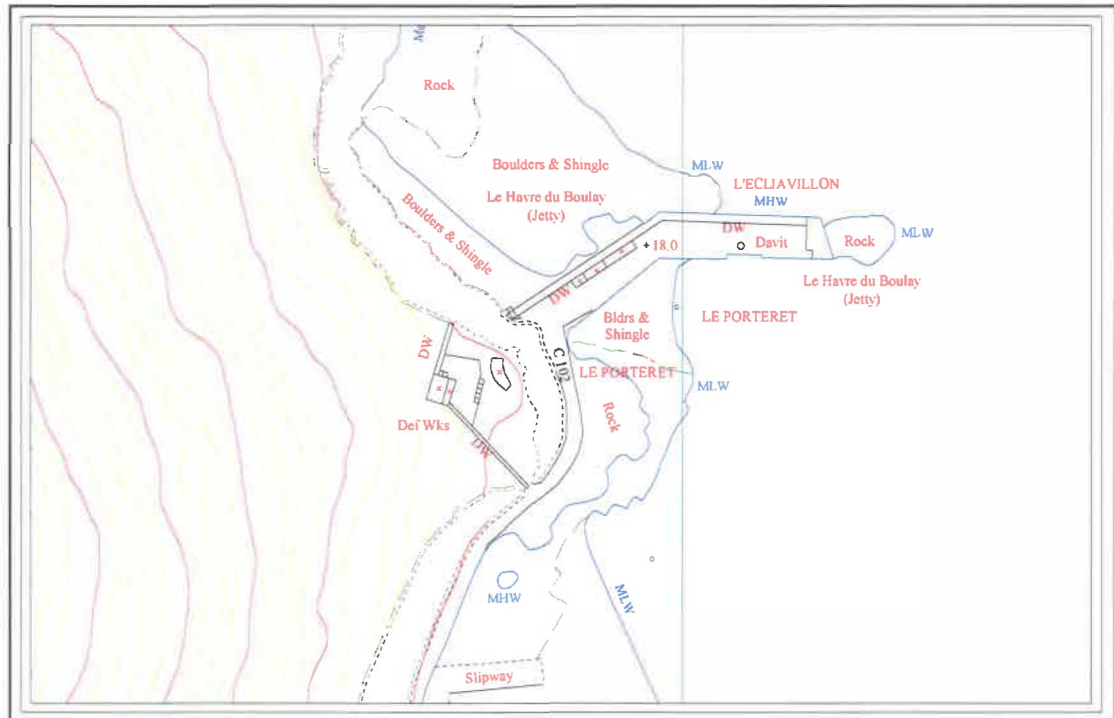 Rock
Boulders & Shingle
MLW
L'ECLIAVILLON
MHW
Le Havre du Boulay
(Jetty)
Boulders & Shingle
DW
Davit
Rock
MLW
+18.0
Le Havre du Boulay
(Jetty)
DW
Bldrs &
Shingle
LE PORTERET
DW
C 102
LE PORTERET
MLW
Rock
Def Wks
DW
MHW
MLW
Slipway